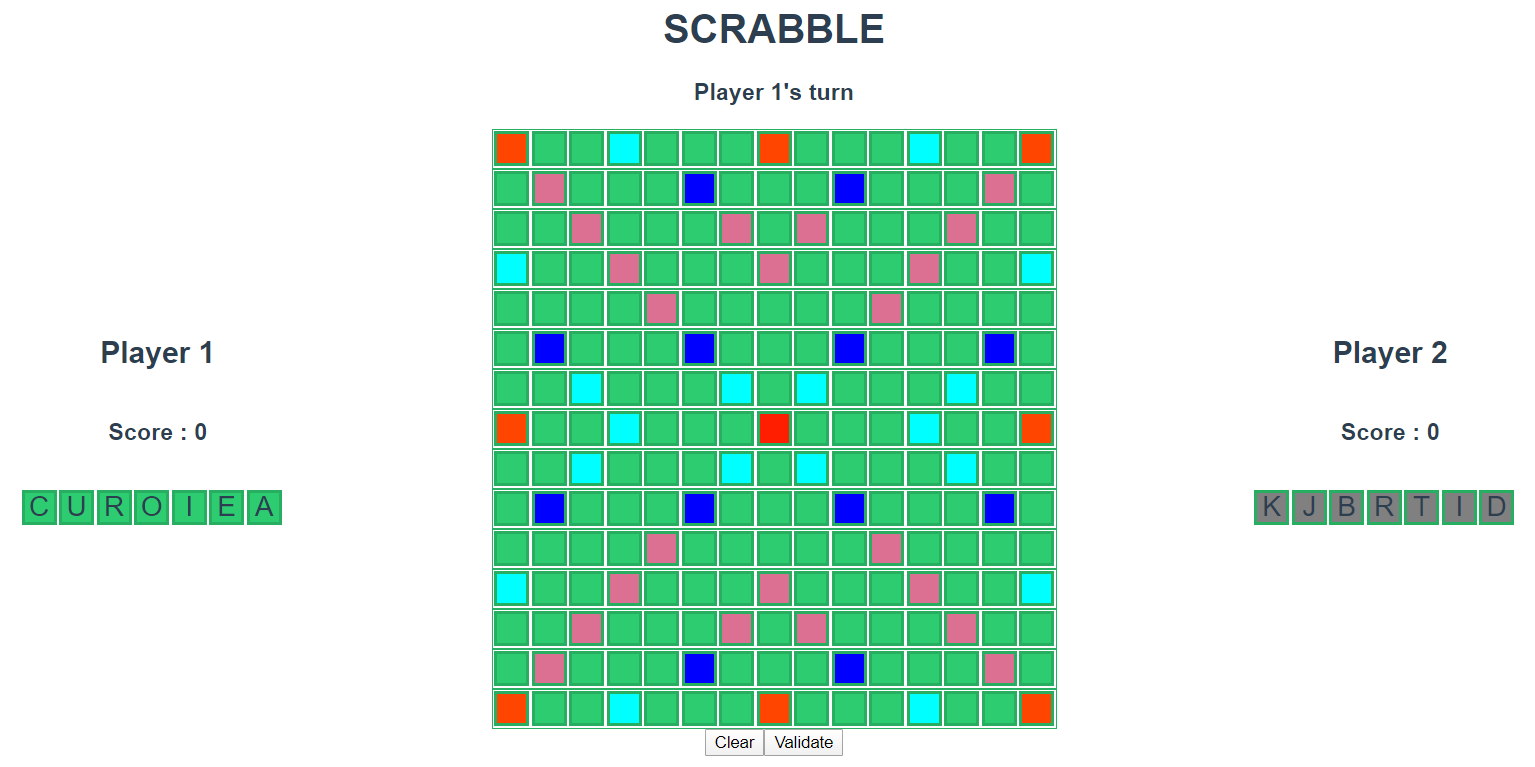 SCRABBLE
Player 1's turn
Player 1
Player 2
Score : 0
Score : 0
C U R O I E A
K J B R T I D
Clear Validate